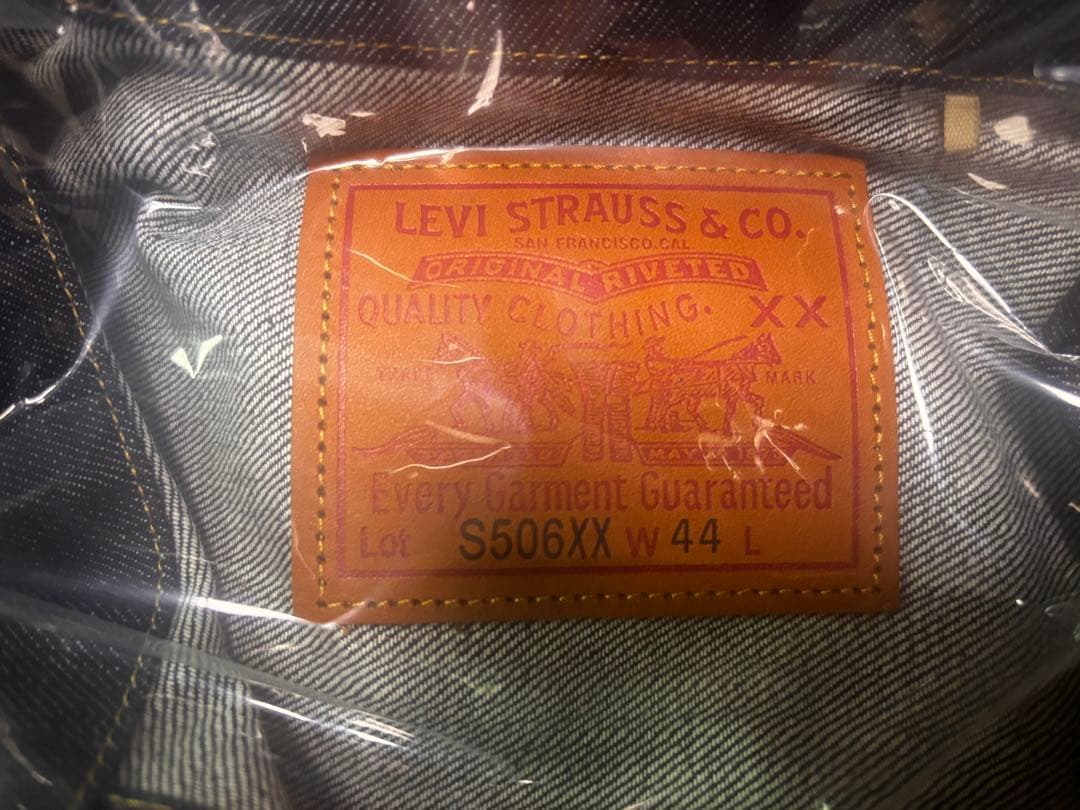 LEVI STRAUSS & CO.
SAN FRANCISCO.CAL.
ORIGINAL RIVETED
QUALITY CLOTHING. XX
TRADE MARK
MAY
Every Garment Guaranteed
Lot S506XX W 44 L